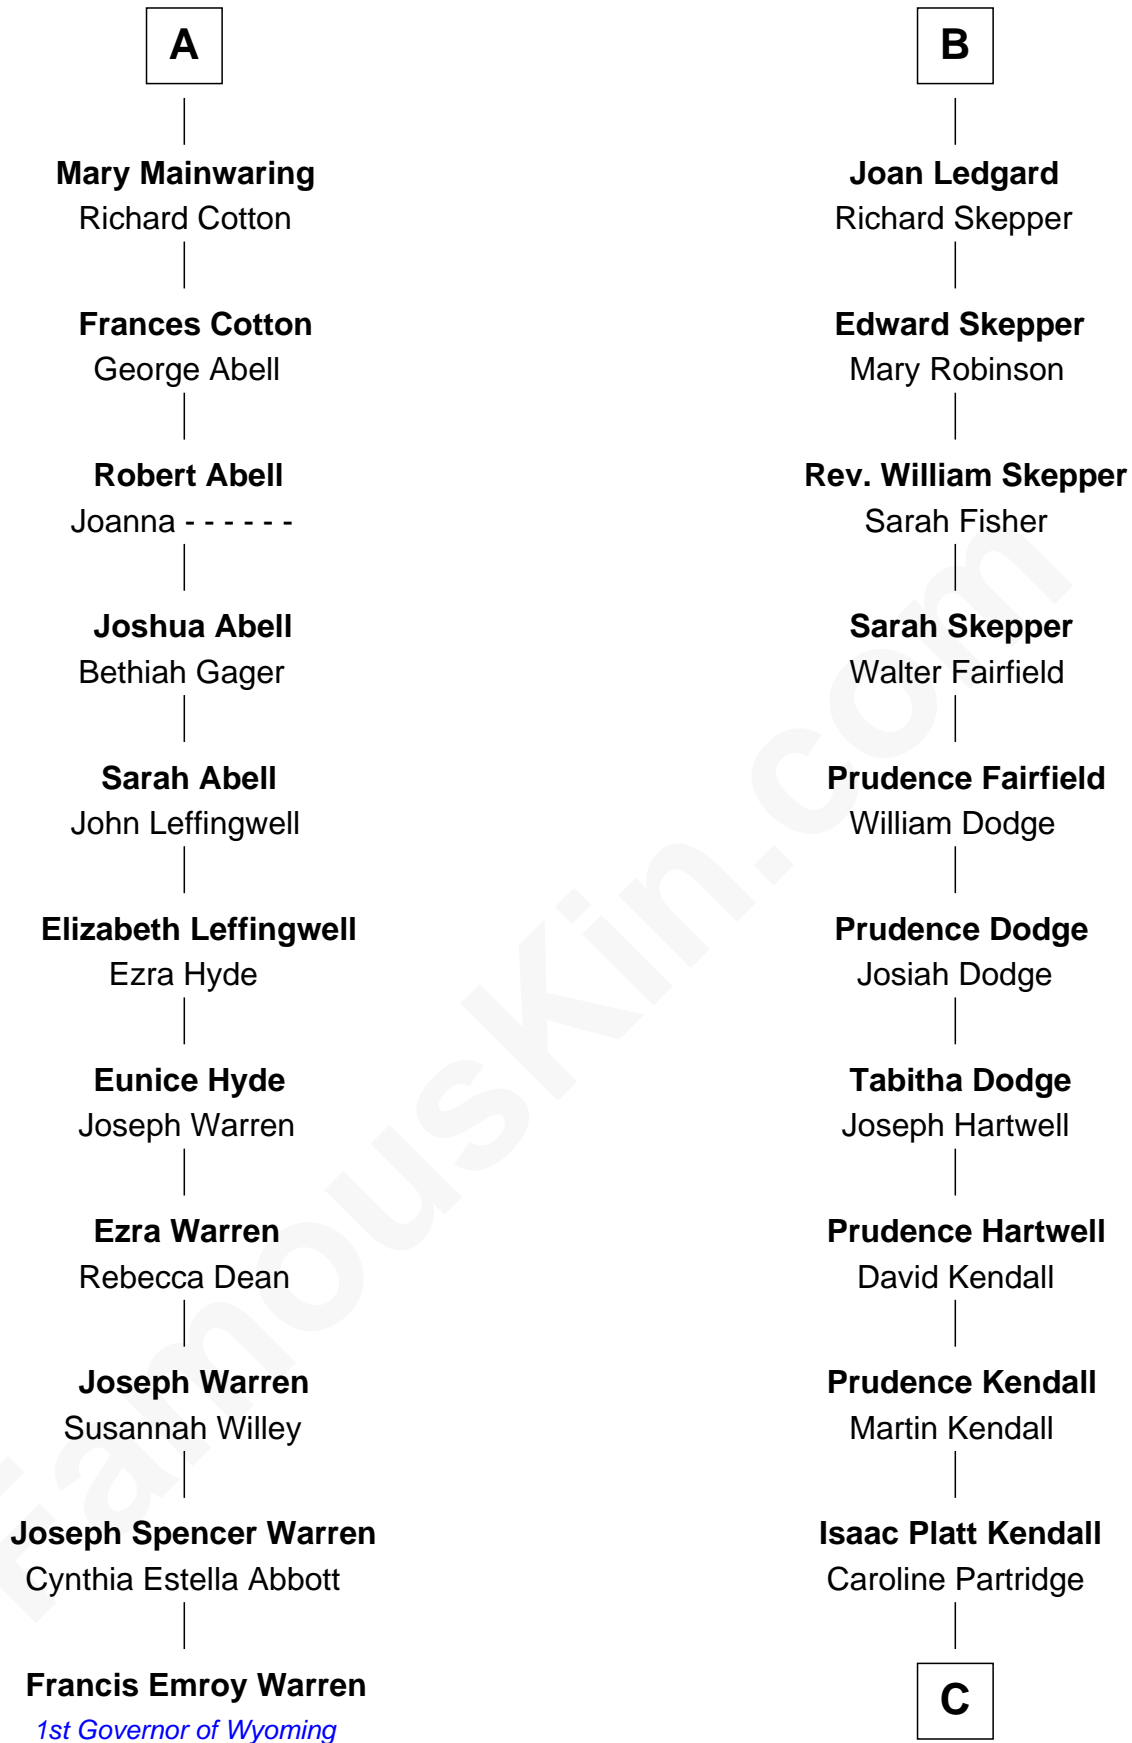 A
Mary Mainwaring
Richard Cotton
Frances Cotton
George Abell
Robert Abell
Joanna - - - - - -
Joshua Abell
Bethiah Gager
Sarah Abell
John Leffingwell
Elizabeth Leffingwell
Ezra Hyde
Eunice Hyde
Joseph Warren
Ezra Warren
Rebecca Dean
Joseph Warren
Susannah Willey
Joseph Spencer Warren
Cynthia Estella Abbott
Francis Emroy Warren
1st Governor of Wyoming
B
Joan Ledgard
Richard Skepper
Edward Skepper
Mary Robinson
Rev. William Skepper
Sarah Fisher
Sarah Skepper
Walter Fairfield
Prudence Fairfield
William Dodge
Prudence Dodge
Josiah Dodge
Tabitha Dodge
Joseph Hartwell
Prudence Hartwell
David Kendall
Prudence Kendall
Martin Kendall
Isaac Platt Kendall
Caroline Partridge
C
FamousKin.com